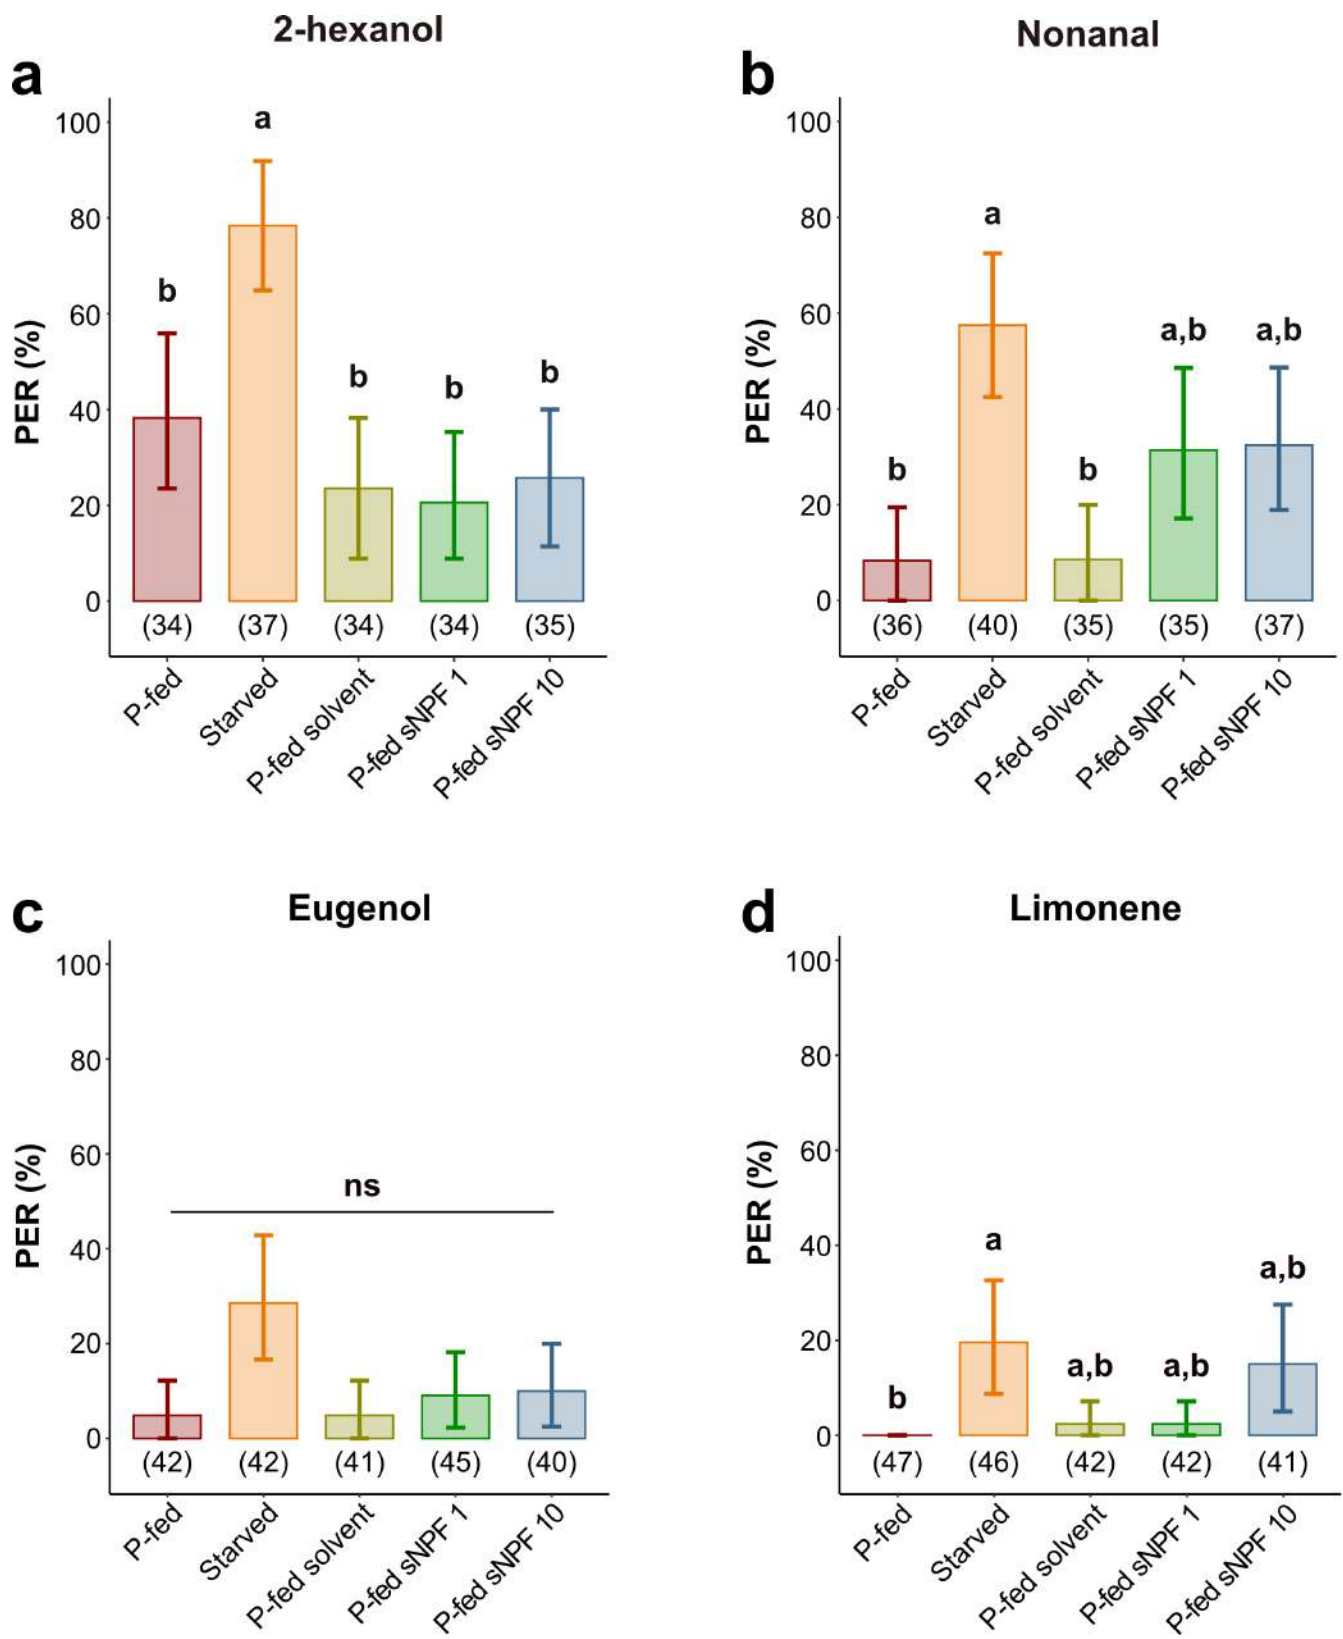 2-hexanol
a
PER (%)
100
80
60
40
20
0
b
a
b
b
b
(34) (37) (34) (34) (35)
P-fed
Starved
P-fed solvent
P-fed sNPF 1
P-fed sNPF 10
Nonanal
b
PER (%)
100
80
60
40
20
0
b
a
b
a,b
a,b
(36) (40) (35) (35) (37)
P-fed
Starved
P-fed solvent
P-fed sNPF 1
P-fed sNPF 10
Eugenol
c
PER (%)
100
80
60
40
20
0
ns
(42) (42) (41) (45) (40)
P-fed
Starved
P-fed solvent
P-fed sNPF 1
P-fed sNPF 10
Limonene
d
PER (%)
100
80
60
40
20
0
b
a
a,b
a,b
a,b
(47) (46) (42) (42) (41)
P-fed
Starved
P-fed solvent
P-fed sNPF 1
P-fed sNPF 10